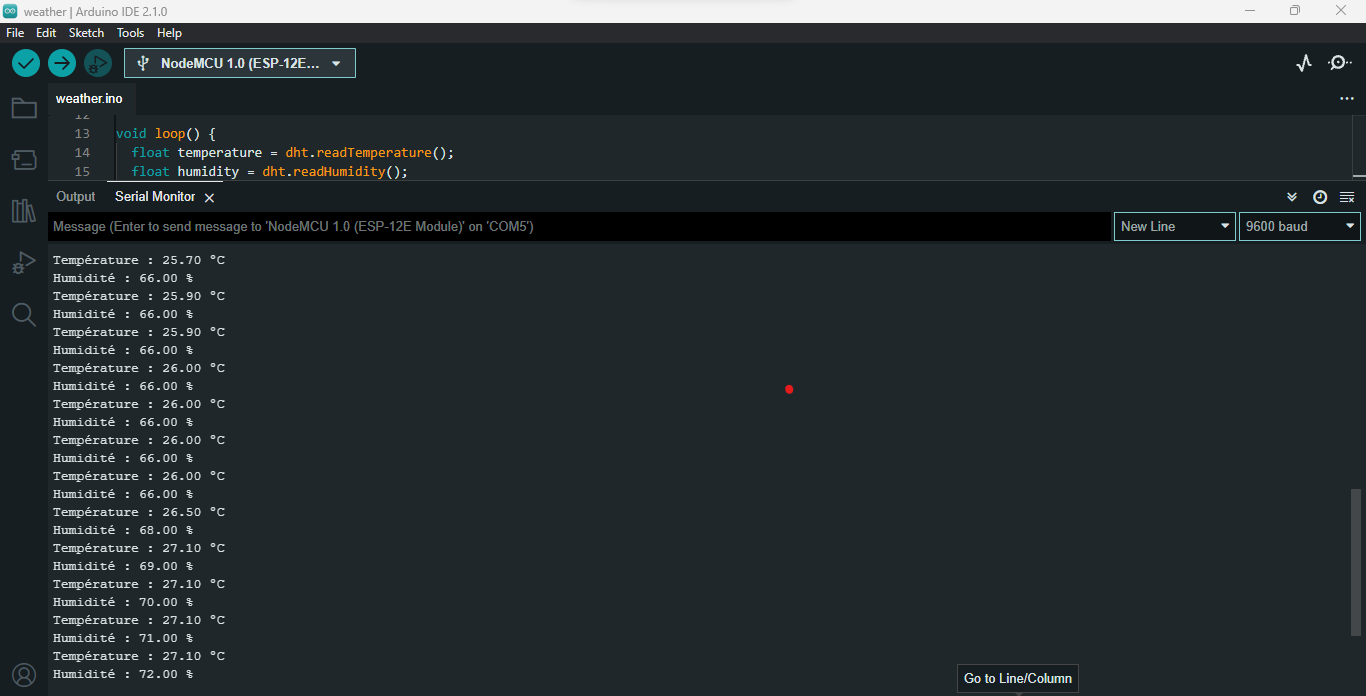 weather | Arduino IDE 2.1.0
File Edit Sketch Tools Help
NodeMCU 1.0 (ESP-12E...
weather.ino
12
13 void loop() {
14 float temperature = dht.readTemperature();
15 float humidity = dht.readHumidity();
Output Serial Monitor
Message (Enter to send message to 'NodeMCU 1.0 (ESP-12E Module)' on 'COM5') New Line 9600 baud
Température : 25.70 °C
Humidité : 66.00 %
Température : 25.90 °C
Humidité : 66.00 %
Température : 25.90 °C
Humidité : 66.00 %
Température : 26.00 °C
Humidité : 66.00 %
Température : 26.00 °C
Humidité : 66.00 %
Température : 26.00 °C
Humidité : 66.00 %
Température : 26.00 °C
Humidité : 66.00 %
Température : 26.50 °C
Humidité : 68.00 %
Température : 27.10 °C
Humidité : 69.00 %
Température : 27.10 °C
Humidité : 70.00 %
Température : 27.10 °C
Humidité : 71.00 %
Température : 27.10 °C
Humidité : 72.00 %
Go to Line/Column